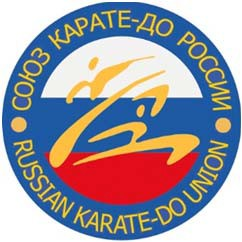 СОЮЗ КАРАТЕ-ДО РОССИИ
RUSSIAN KARATE-DO UNION